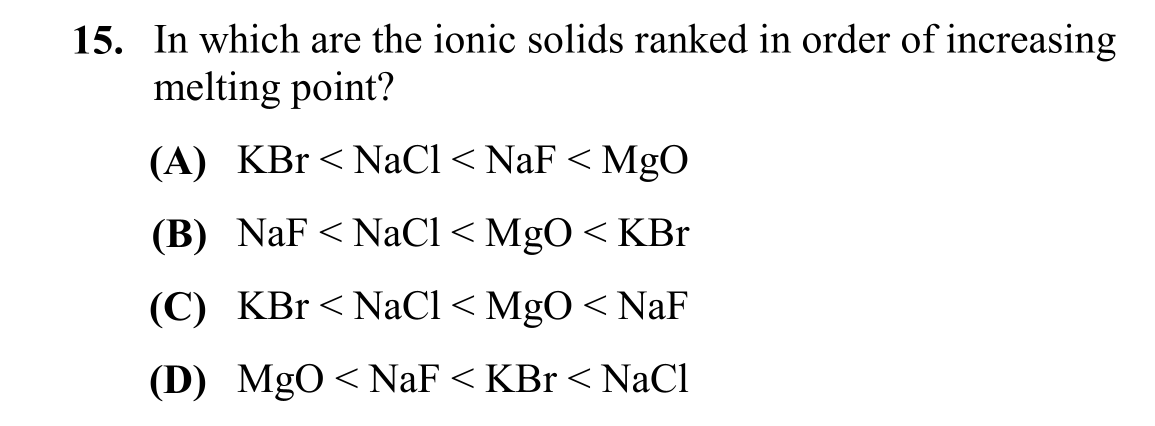 15. In which are the ionic solids ranked in order of increasing
melting point?
(A) KBr < NaCl < NaF < MgO
(B) NaF < NaCl < MgO < KBr
(C) KBr < NaCl < MgO < NaF
(D) MgO < NaF < KBr < NaCl